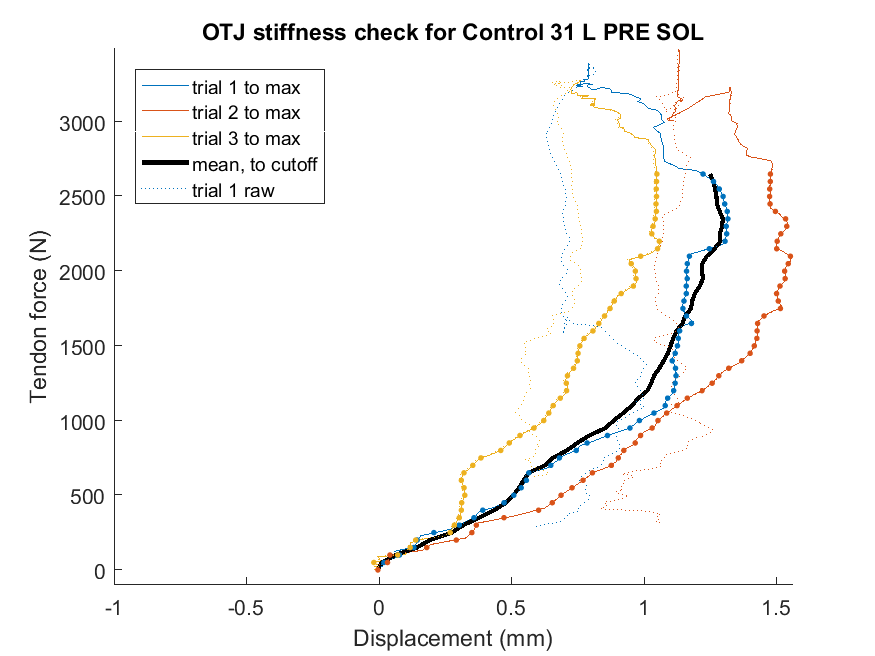 OTJ stiffness check for Control 31 L PRE SOL
trial 1 to max
trial 2 to max
trial 3 to max
mean, to cutoff
trial 1 raw
3000
2500
2000
1500
1000
500
0
Tendon force (N)
-1
-0.5
0
0.5
1
1.5
Displacement (mm)